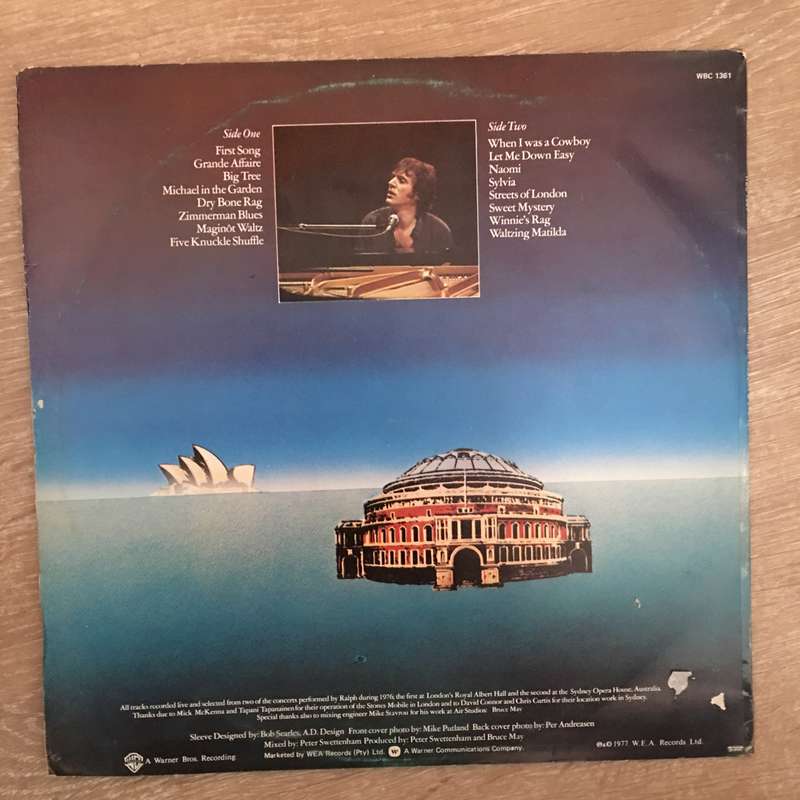 WBC 1361
Side One
First Song
Grande Affaire
Big Tree
Michael in the Garden
Dry Bone Rag
Zimmerman Blues
Maginôt Waltz
Five Knuckle Shuffle
Side Two
When I was a Cowboy
Let Me Down Easy
Naomi
Sylvia
Streets of London
Sweet Mystery
Winnie's Rag
Waltzing Matilda
All tracks recorded live and selected from two of the concerts performed by Ralph during 1976; the first at London's Royal Albert Hall and the second at the Sydney Opera House, Australia.
Thanks due to Mick McKenna and Tapani Tapanainen for their operation of the Stones Mobile in London and to David Connor and Chris Curtis for their location work in Sydney.
Special thanks also to mixing engineer Mike Stavrou for his work at Air Studios. Bruce May
Sleeve Designed by: Bob Searles, A.D. Design Front cover photo by: Mike Putland Back cover photo by: Per Andreasen
Mixed by: Peter Swettenham Produced by: Peter Swettenham and Bruce May
A Warner Bros. Recording
Marketed by WEA Records (Pty) Ltd. W A Warner Communications Company.
℗&© 1977 W.E.A. Records Ltd.